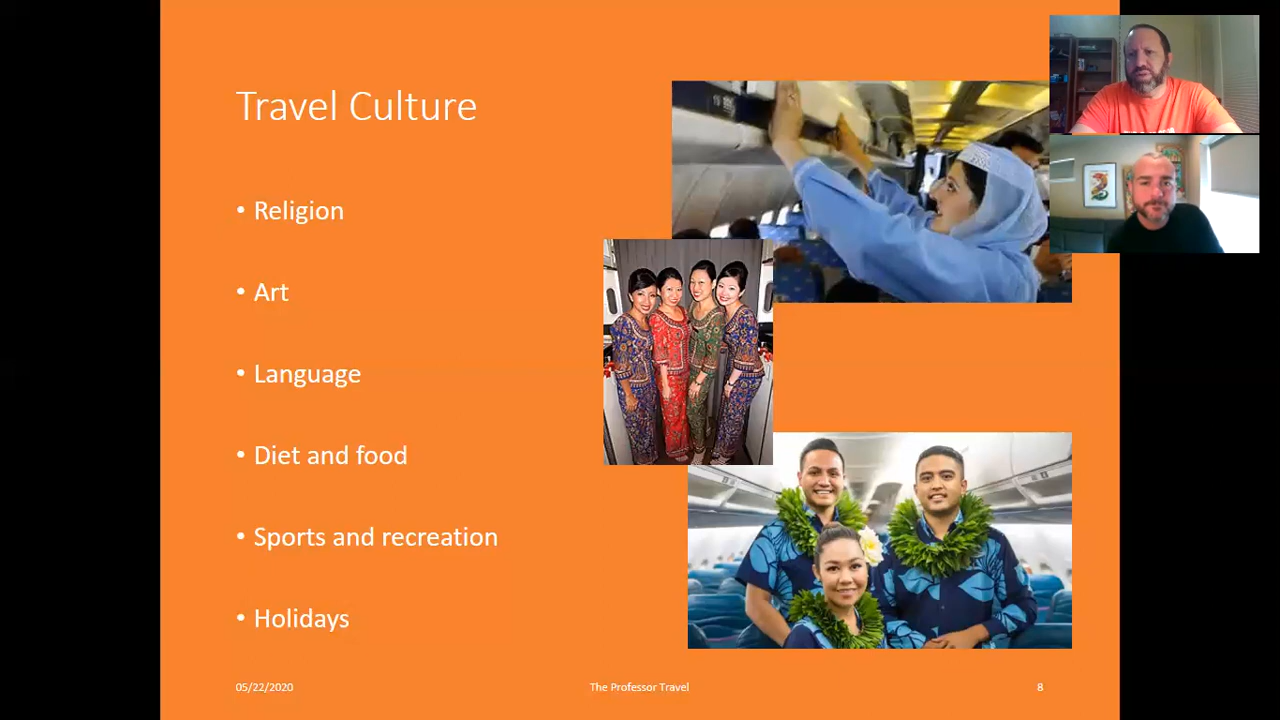 Travel Culture
• Religion
• Art
• Language
• Diet and food
• Sports and recreation
• Holidays
05/22/2020
The Professor Travel
8